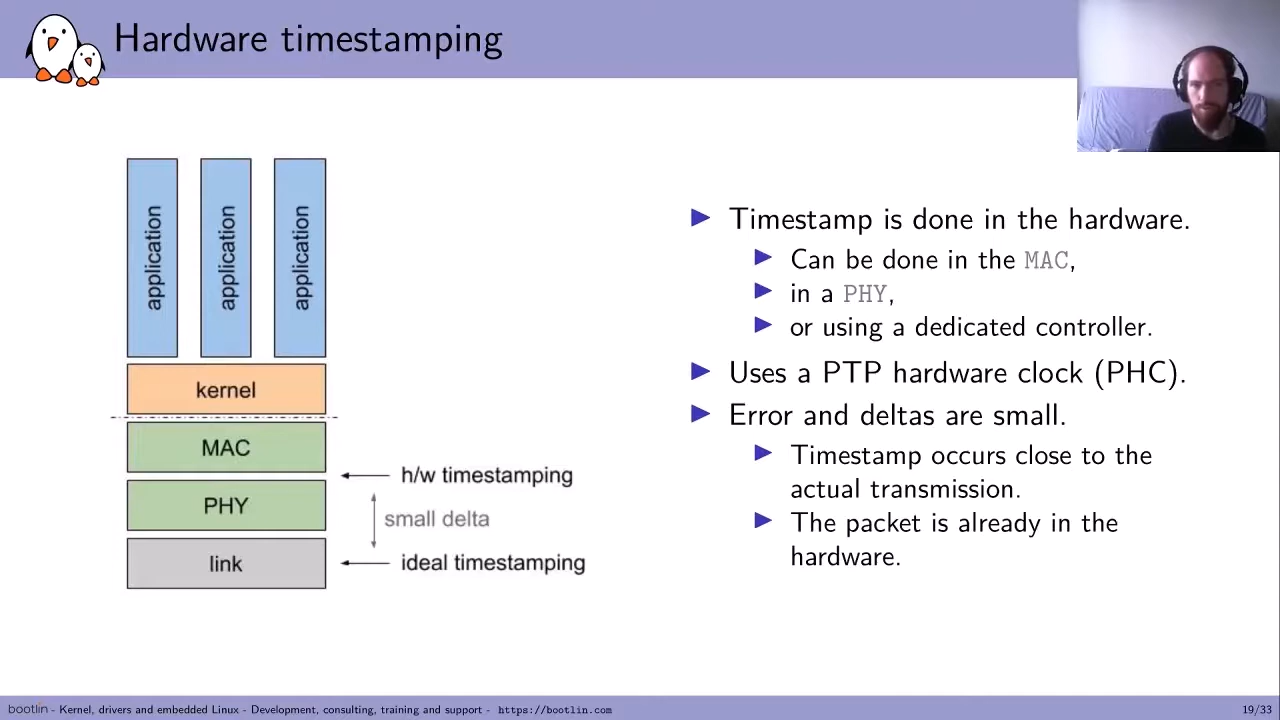 Hardware timestamping
application
application
application
kernel
MAC
PHY
link
h/w timestamping
small delta
ideal timestamping
Timestamp is done in the hardware.
Can be done in the MAC,
in a PHY,
or using a dedicated controller.
Uses a PTP hardware clock (PHC).
Error and deltas are small.
Timestamp occurs close to the
actual transmission.
The packet is already in the
hardware.
bootlin - Kernel, drivers and embedded Linux - Development, consulting, training and support - https://bootlin.com
19/33